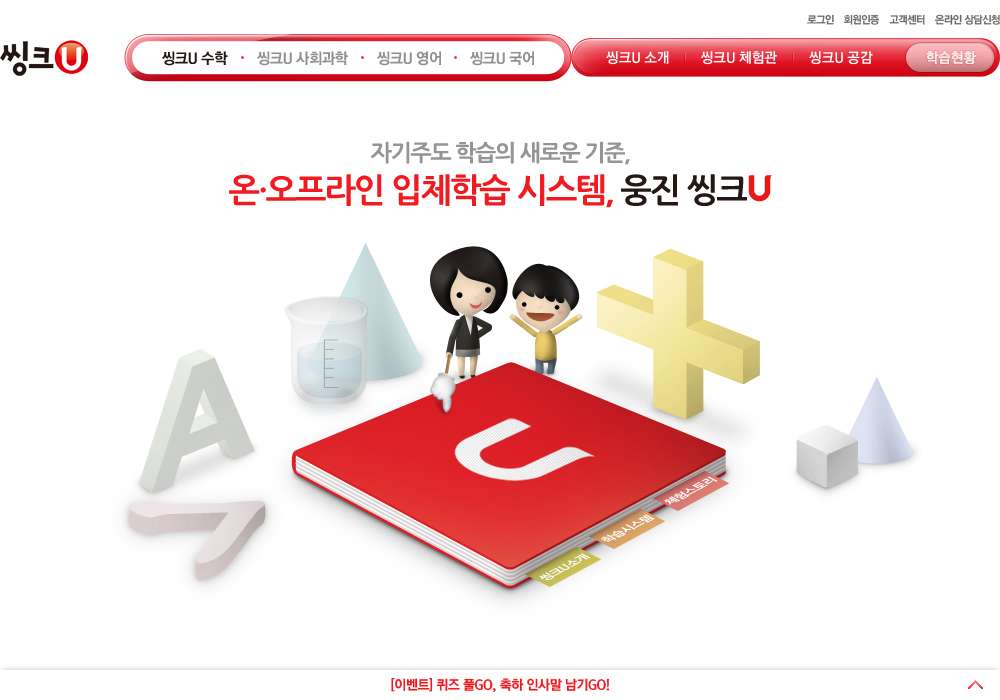 로그인 회원인증 고객센터 온라인 상담신청
씽크U
씽크U 수학 · 씽크U 사회과학 · 씽크U 영어 · 씽크U 국어
씽크U 소개 씽크U 체험관 씽크U 공감 학습현황
자기주도 학습의 새로운 기준,
온·오프라인 입체학습 시스템, 웅진 씽크U
A
U
ㄱ
체험스토리
학습시스템
씽크U소개
[이벤트] 퀴즈 풀GO, 축하 인사말 남기GO!